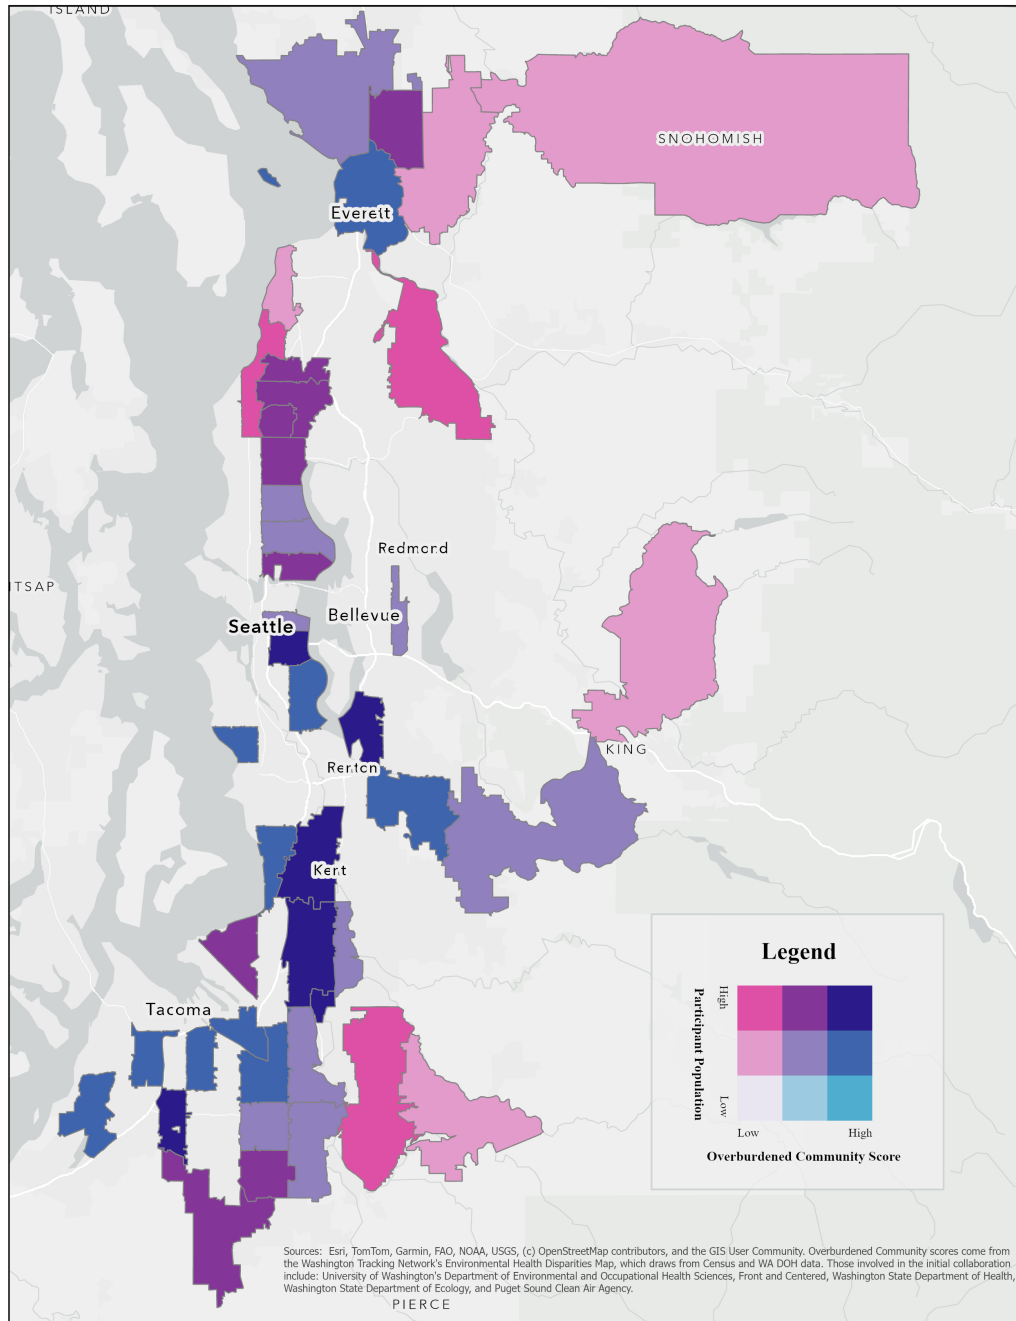 ISLAND
SNOHOMISH
Everett
Redmond
ITSAP
Bellevue
Seattle
KING
Renton
Kent
Legend
High
Participant Population
Low
Low
High
Overburdened Community Score
Tacoma
Sources: Esri, TomTom, Garmin, FAO, NOAA, USGS, (c) OpenStreetMap contributors, and the GIS User Community. Overburdened Community scores come from
the Washington Tracking Network's Environmental Health Disparities Map, which draws from Census and WA DOH data. Those involved in the initial collaboration
include: University of Washington's Department of Environmental and Occupational Health Sciences, Front and Centered, Washington State Department of Health,
Washington State Department of Ecology, and Puget Sound Clean Air Agency.
PIERCE